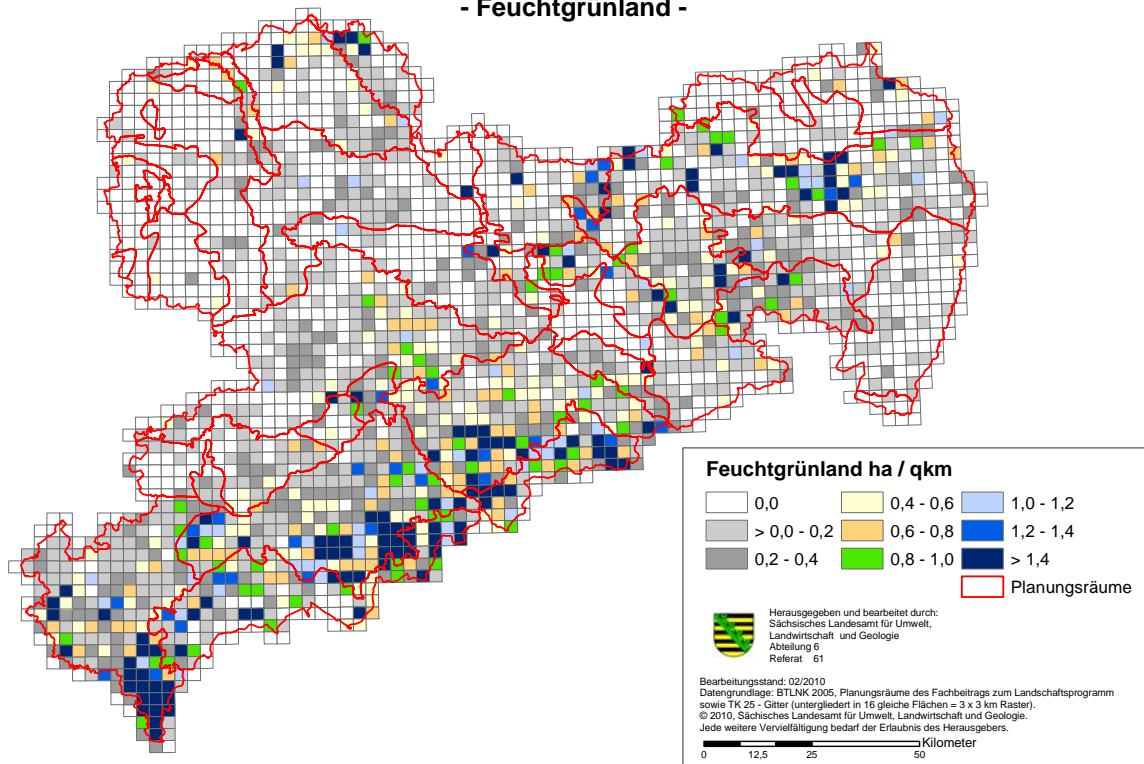 - Feuchtgrünland -
Feuchtgrünland ha / qkm
0,0
> 0,0 - 0,2
0,2 - 0,4
0,4 - 0,6
0,6 - 0,8
0,8 - 1,0
1,0 - 1,2
1,2 - 1,4
> 1,4
Planungsräume
Herausgegeben und bearbeitet durch:
Sächsisches Landesamt für Umwelt,
Landwirtschaft und Geologie
Abteilung 6
Referat 61
Bearbeitungsstand: 02/2010
Datengrundlage: BTLNK 2005, Planungsräume des Fachbeitrags zum Landschaftsprogramm
sowie TK 25 - Gitter (untergliedert in 16 gleiche Flächen = 3 x 3 km Raster).
© 2010, Sächsisches Landesamt für Umwelt, Landwirtschaft und Geologie.
Jede weitere Vervielfältigung bedarf der Erlaubnis des Herausgebers.
Kilometer
0 12,5 25 50